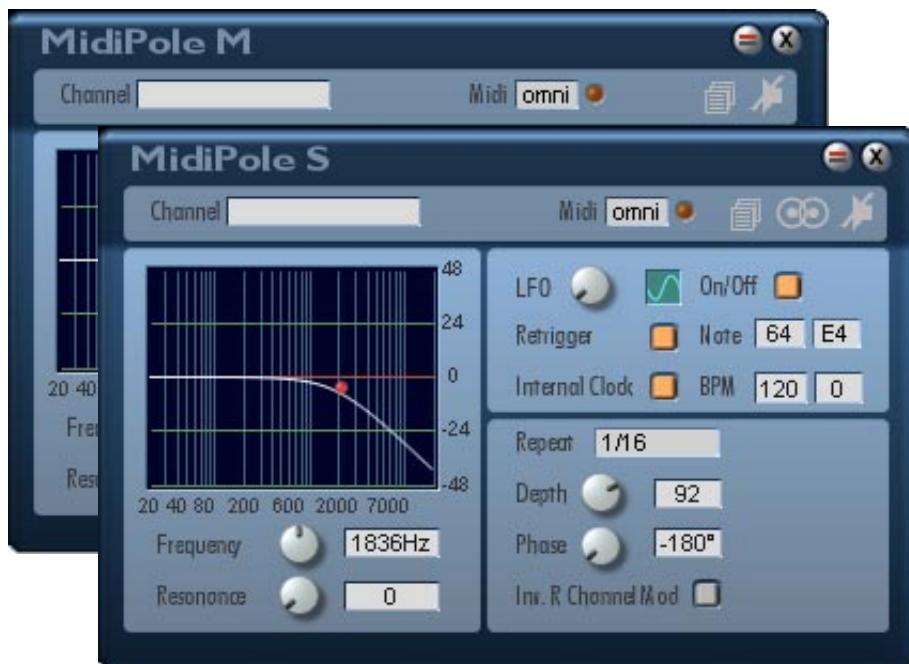 MidiPole M
X
Channel
Midi omni
20 40
Fre
Res
MidiPole S
X
Channel
Midi omni
48
24
0
-24
-48
20 40 80 200 600 2000 7000
Frequency 1836Hz
Resonance 0
LFO On/Off
Retrigger Note 64 E4
Internal Clock BPM 120 0
Repeat 1/16
Depth 92
Phase -180°
Inv. R Channel Mod